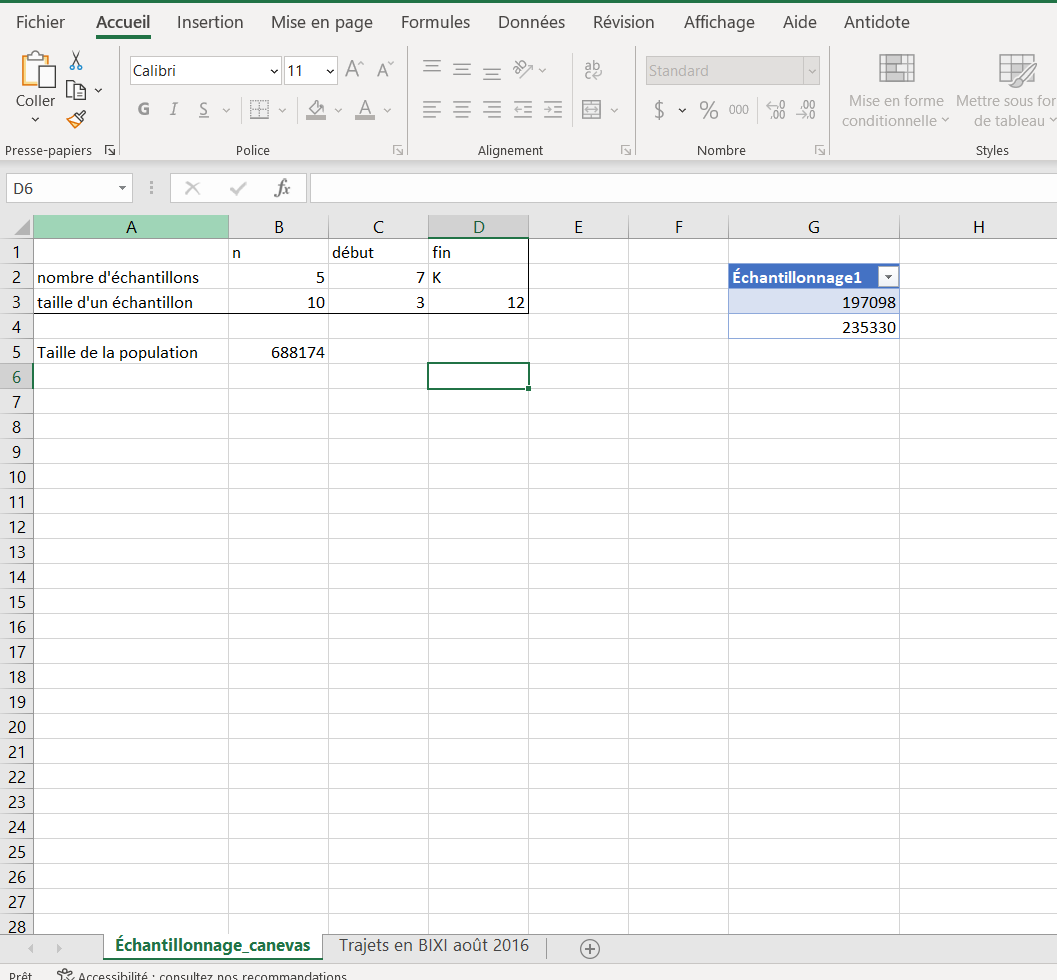 Fichier Accueil Insertion Mise en page Formules Données Révision Affichage Aide Antidote
Coller
Calibri 11
G I S
ab
Standard
$ % 000
Mise en forme conditionnelle
Mettre sous for
de tableau
Presse-papiers Police Alignement Nombre Styles
D6 fx
A B C D E F G H
1 n début fin
2 nombre d'échantillons 5 7 K Échantillonnage1
3 taille d'un échantillon 10 3 12 197098
4 235330
5 Taille de la population 688174
6
7
8
9
10
11
12
13
14
15
16
17
18
19
20
21
22
23
24
25
26
27
28
Échantillonnage_canevas Trajets en BIXI août 2016
Prêt Accessibilité : consultez nos recommandations